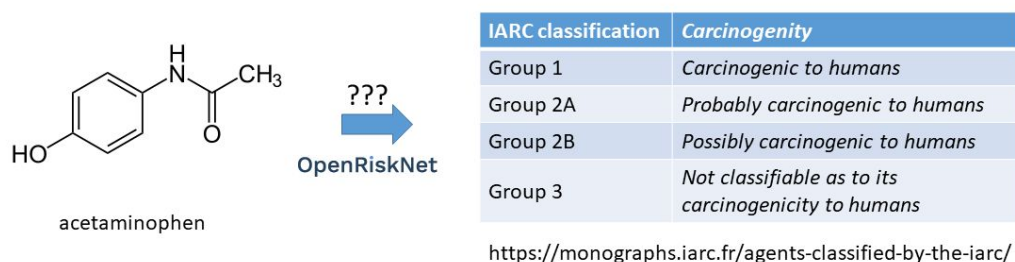 H
N
CH3
O
HO
acetaminophen
???
OpenRiskNet
IARC classification Carcinogenity
Group 1 Carcinogenic to humans
Group 2A Probably carcinogenic to humans
Group 2B Possibly carcinogenic to humans
Group 3 Not classifiable as to its
carcinogenicity to humans
https://monographs.iarc.fr/agents-classified-by-the-iarc/